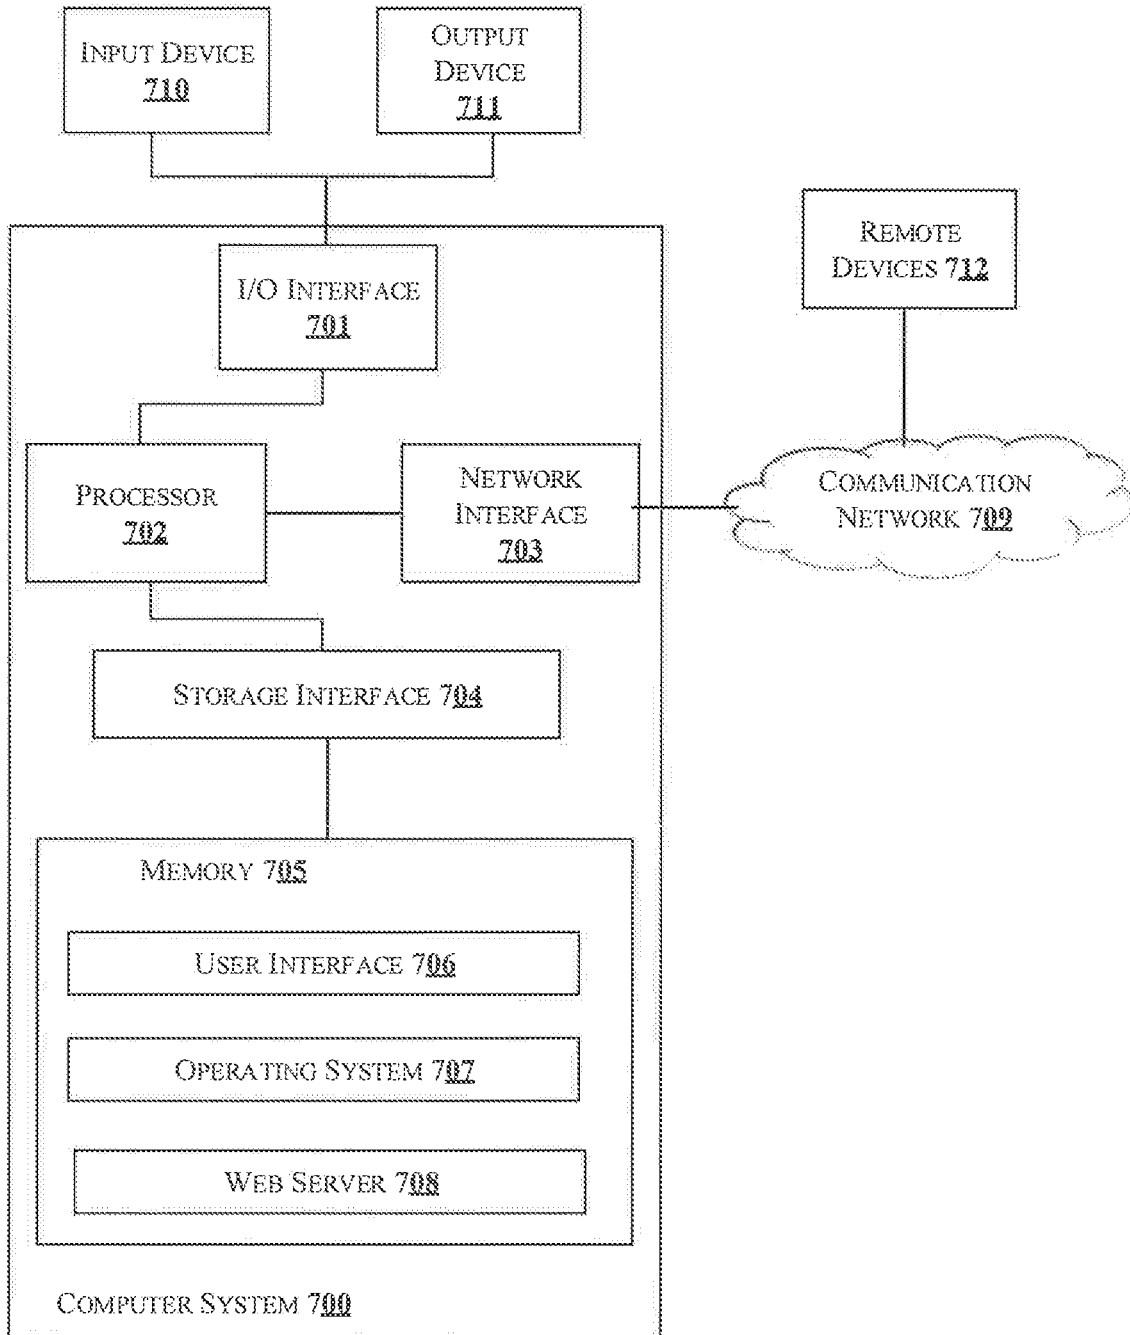 INPUT DEVICE
710
OUTPUT
DEVICE
711
I/O INTERFACE
701
REMOTE
DEVICES 712
PROCESSOR
702
NETWORK
INTERFACE
703
COMMUNICATION
NETWORK 709
STORAGE INTERFACE 704
MEMORY 705
USER INTERFACE 706
OPERATING SYSTEM 707
WEB SERVER 708
COMPUTER SYSTEM 700